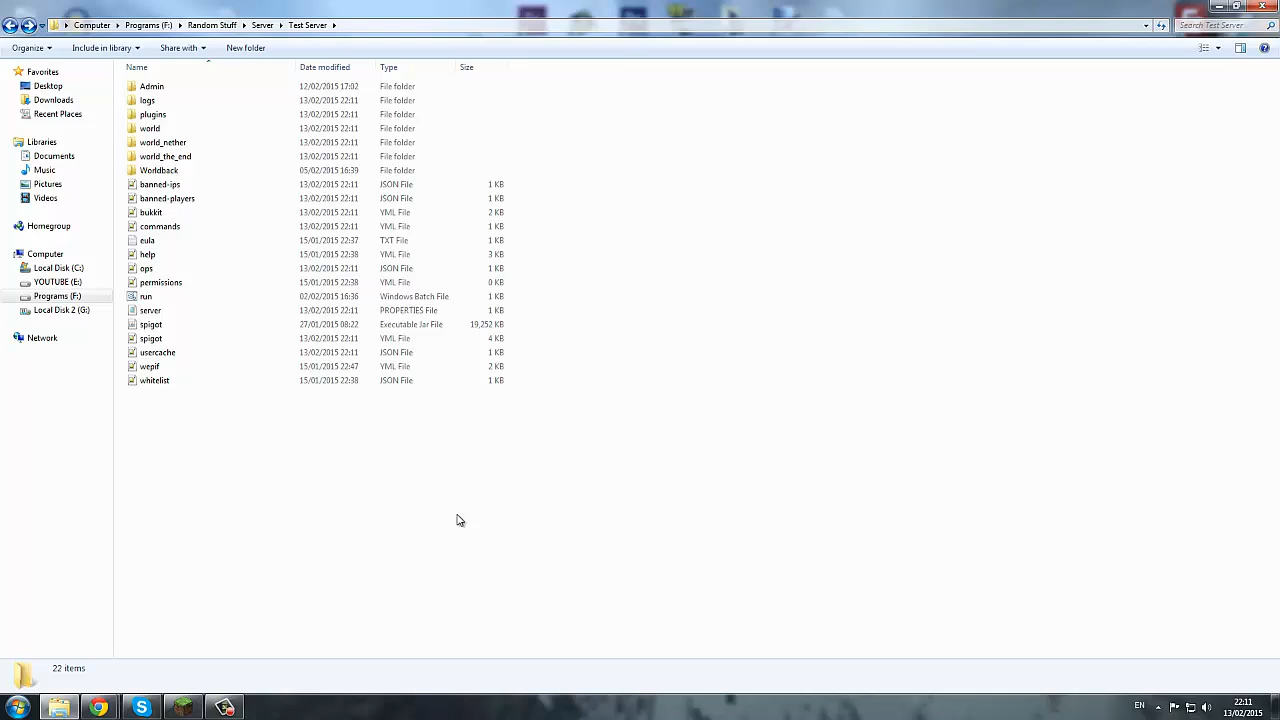 Computer Programs (F:) Random Stuff Server Test Server
Search Test Server
Organize Include in library Share with New folder
Name Date modified Type Size
Favorites
Desktop
Downloads
Recent Places
Libraries
Documents
Music
Pictures
Videos
Homegroup
Computer
Local Disk (C:)
YOUTUBE (E:)
Programs (F:)
Local Disk 2 (G:)
Network
Admin 12/02/2015 17:02 File folder
logs 13/02/2015 22:11 File folder
plugins 13/02/2015 22:11 File folder
world 13/02/2015 22:11 File folder
world_nether 13/02/2015 22:11 File folder
world_the_end 13/02/2015 22:11 File folder
Worldback 05/02/2015 16:39 File folder
banned-ips 13/02/2015 22:11 JSON File 1 KB
banned-players 13/02/2015 22:11 JSON File 1 KB
bukkit 13/02/2015 22:11 YML File 2 KB
commands 13/02/2015 22:11 YML File 1 KB
eula 15/01/2015 22:37 TXT File 1 KB
help 15/01/2015 22:38 YML File 3 KB
ops 13/02/2015 22:11 JSON File 1 KB
permissions 15/01/2015 22:38 YML File 0 KB
run 02/02/2015 16:36 Windows Batch File 1 KB
server 13/02/2015 22:11 PROPERTIES File 1 KB
spigot 27/01/2015 08:22 Executable Jar File 19,252 KB
spigot 13/02/2015 22:11 YML File 4 KB
usercache 13/02/2015 22:11 JSON File 1 KB
wepif 15/01/2015 22:47 YML File 2 KB
whitelist 15/01/2015 22:38 JSON File 1 KB
22 items
EN
22:11
13/02/2015